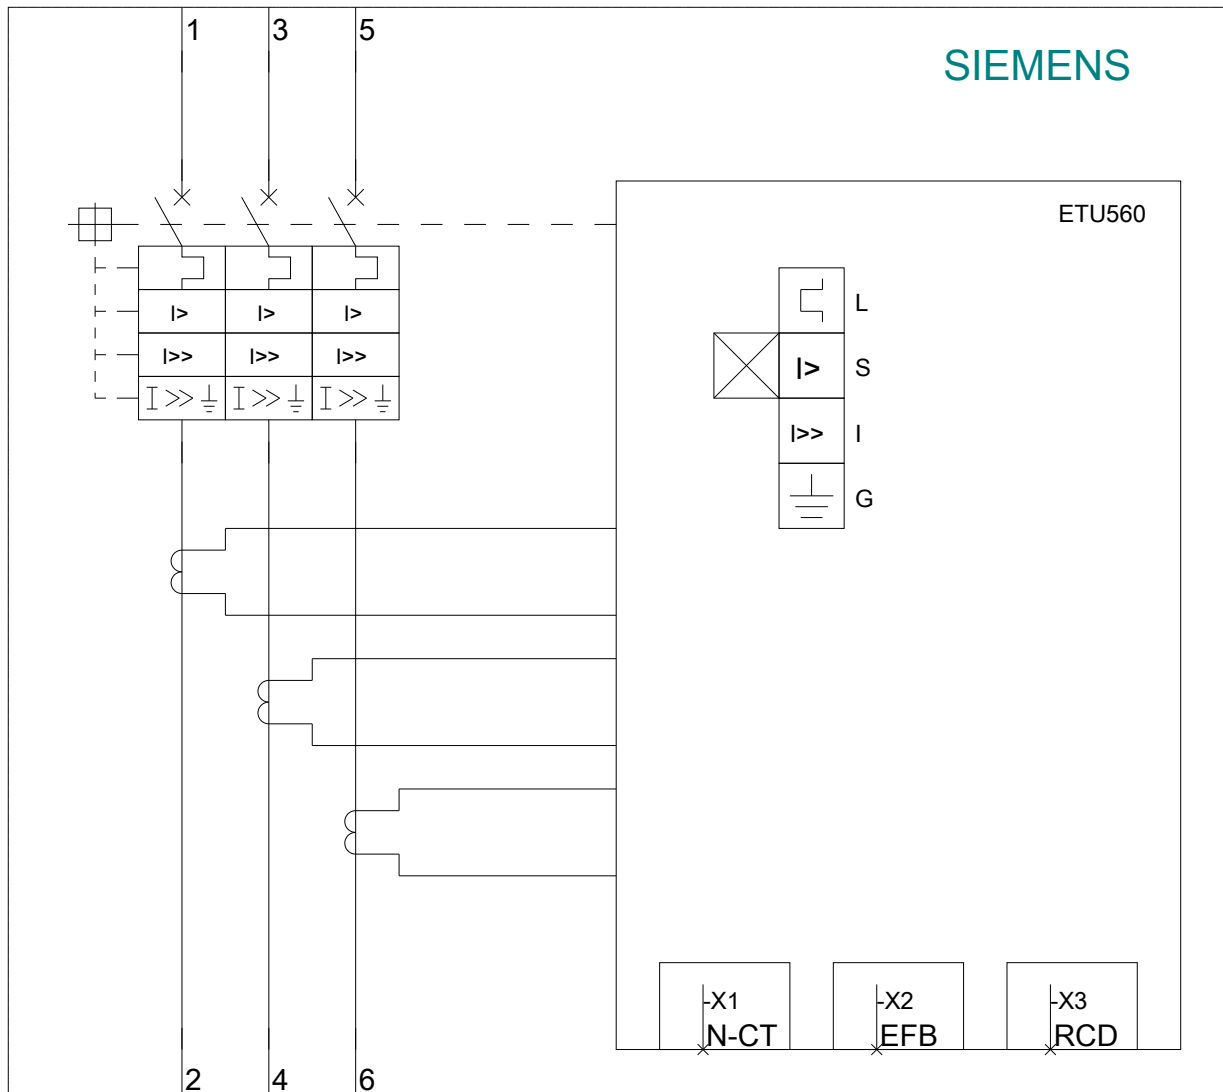 1 3 5
SIEMENS
ETU560
I> I> I>
I>> I>> I>>
I>> I>> I>>
L
I> S
I>> I
G
-X1
N-CT
-X2
EFB
-X3
RCD
2 4 6